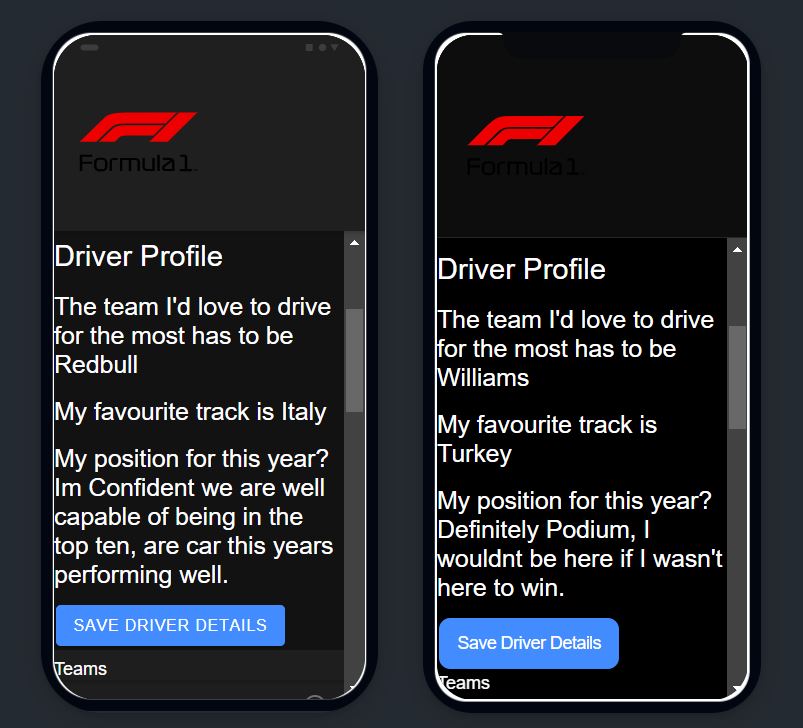 Formula 1
Driver Profile
The team I'd love to drive
for the most has to be
Redbull
My favourite track is Italy
My position for this year?
Im Confident we are well
capable of being in the
top ten, are car this years
performing well.
SAVE DRIVER DETAILS
Teams
Formula 1
Driver Profile
The team I'd love to drive
for the most has to be
Williams
My favourite track is
Turkey
My position for this year?
Definitely Podium, I
wouldnt be here if I wasn't
here to win.
Save Driver Details
Teams